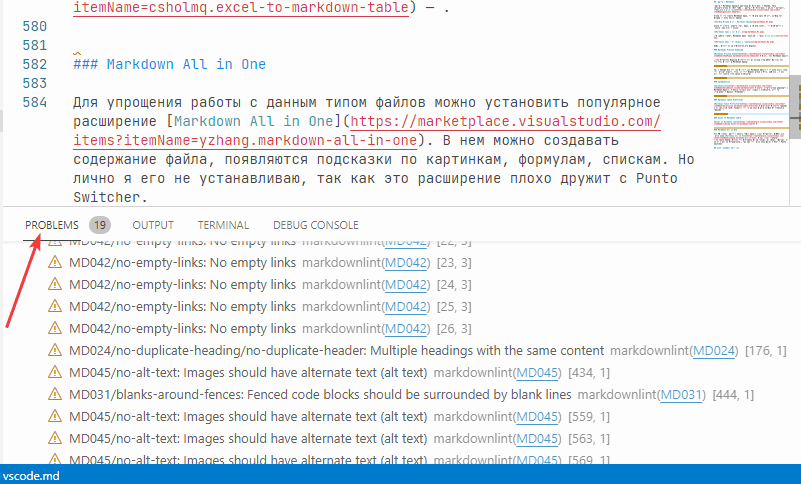 itemName=csholmq.excel-to-markdown-table) — .
580
581
582 ### Markdown All in One
583
584 Для упрощения работы с данным типом файлов можно установить популярное
расширение [Markdown All in One](https://marketplace.visualstudio.com/
items?itemName=yzhang.markdown-all-in-one). В нем можно создавать
содержание файла, появляются подсказки по картинкам, формулам, спискам. Но
лично я его не устанавливаю, так как это расширение плохо дружит с Punto
Switcher.
PROBLEMS 19 OUTPUT TERMINAL DEBUG CONSOLE
MD042/no-empty-links: No empty links markdownlint(MD042) [22, 3]
MD042/no-empty-links: No empty links markdownlint(MD042) [23, 3]
MD042/no-empty-links: No empty links markdownlint(MD042) [24, 3]
MD042/no-empty-links: No empty links markdownlint(MD042) [25, 3]
MD042/no-empty-links: No empty links markdownlint(MD042) [26, 3]
MD024/no-duplicate-heading/no-duplicate-header: Multiple headings with the same content markdownlint(MD024) [176, 1]
MD045/no-alt-text: Images should have alternate text (alt text) markdownlint(MD045) [434, 1]
MD031/blanks-around-fences: Fenced code blocks should be surrounded by blank lines markdownlint(MD031) [444, 1]
MD045/no-alt-text: Images should have alternate text (alt text) markdownlint(MD045) [559, 1]
MD045/no-alt-text: Images should have alternate text (alt text) markdownlint(MD045) [563, 1]
MD045/no-alt-text: Images should have alternate text (alt text) markdownlint(MD045) [569, 1]
vscode.md